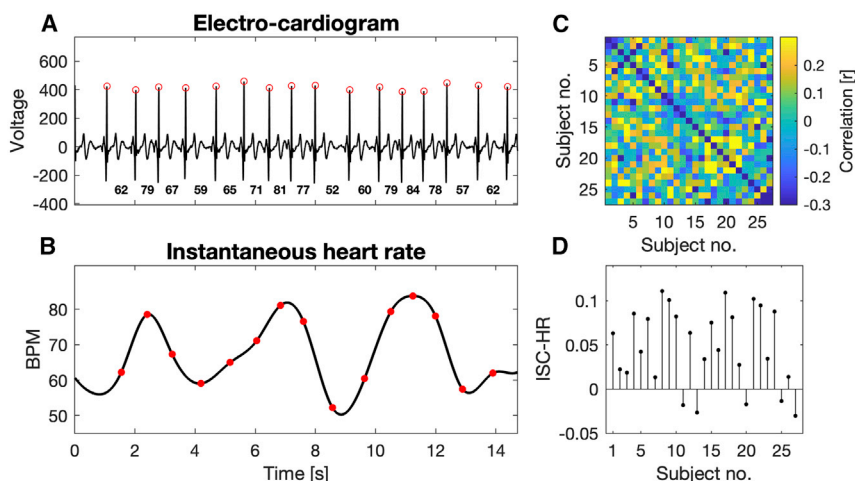 A
Electro-cardiogram
Voltage
600
400
200
0
-200
-400
62 79 67 59 65 71 81 77 52 60 79 84 78 57 62
B
Instantaneous heart rate
BPM
80
70
60
50
0 2 4 6 8 10 12 14
Time [s]
C
Subject no.
5
10
15
20
25
5 10 15 20 25
Subject no.
0.2
0.1
0
-0.1
-0.2
-0.3
Correlation [r]
D
ISC-HR
0.1
0.05
0
-0.05
1 5 10 15 20 25
Subject no.